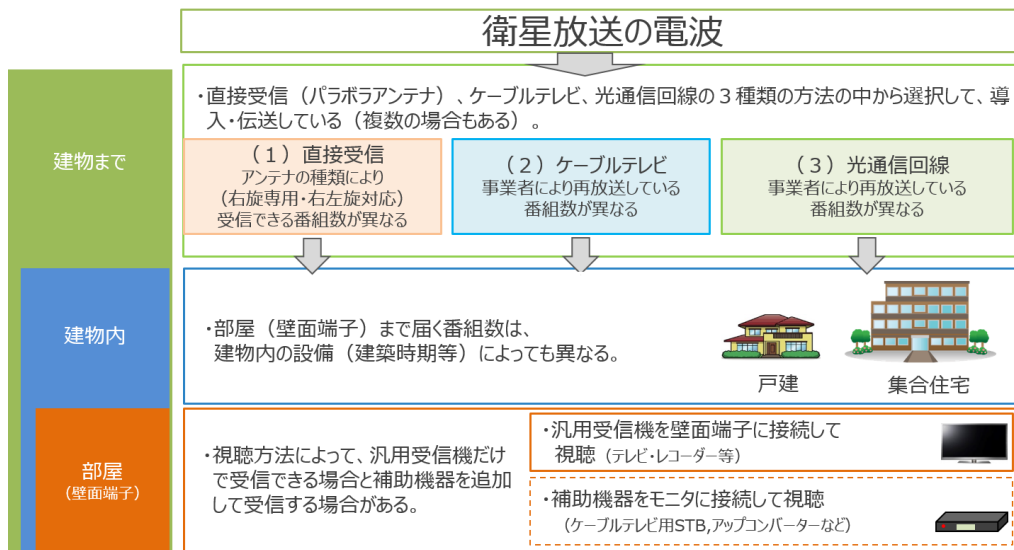 衛星放送の電波
建物まで
・直接受信（パラボラアンテナ）、ケーブルテレビ、光通信回線の３種類の方法の中から選択して、導
入・伝送している（複数の場合もある）。
（１）直接受信
アンテナの種類により
（右旋専用・右左旋対応）
受信できる番組数が異なる
（２）ケーブルテレビ
事業者により再放送している
番組数が異なる
（３）光通信回線
事業者により再放送している
番組数が異なる
建物内
・部屋（壁面端子）まで届く番組数は、
建物内の設備（建築時期等）によっても異なる。
戸建
集合住宅
部屋
（壁面端子）
・視聴方法によって、汎用受信機だけ
で受信できる場合と補助機器を追加
して受信する場合がある。
・汎用受信機を壁面端子に接続して
視聴（テレビ・レコーダー等）
・補助機器をモニタに接続して視聴
（ケーブルテレビ用STB,アップコンバーターなど）